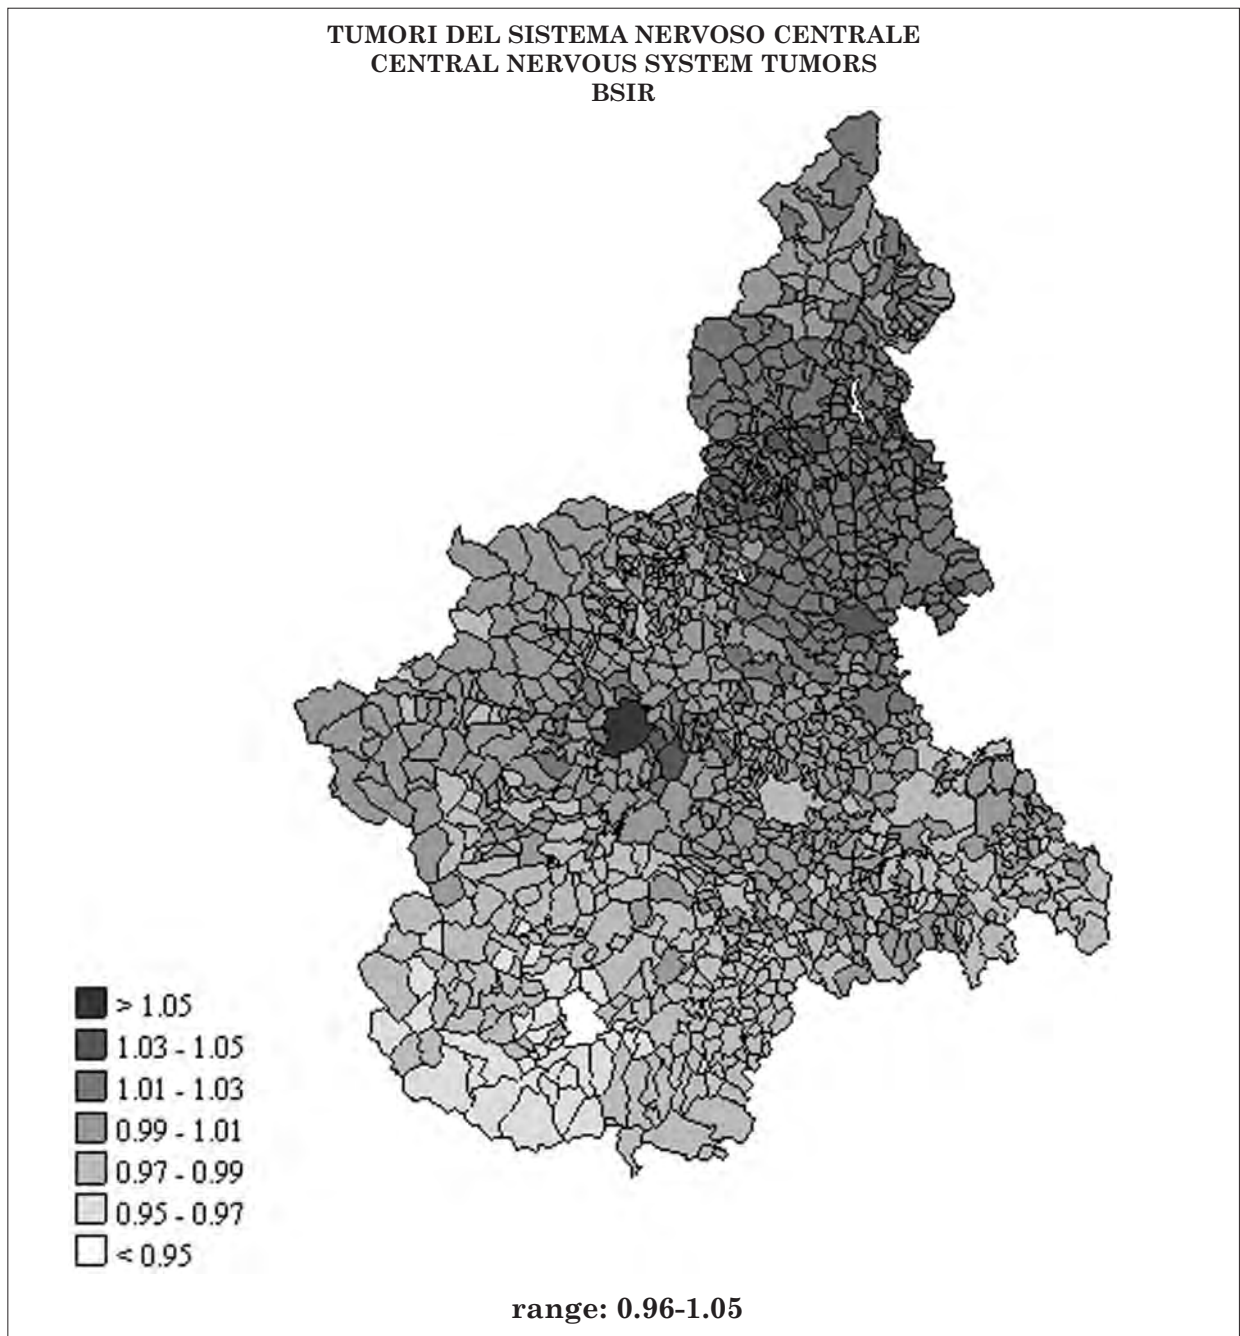 TUMORI DEL SISTEMA NERVOSO CENTRALE
CENTRAL NERVOUS SYSTEM TUMORS
BSIR
> 1.05
1.03 - 1.05
1.01 - 1.03
0.99 - 1.01
0.97 - 0.99
0.95 - 0.97
< 0.95
range: 0.96-1.05